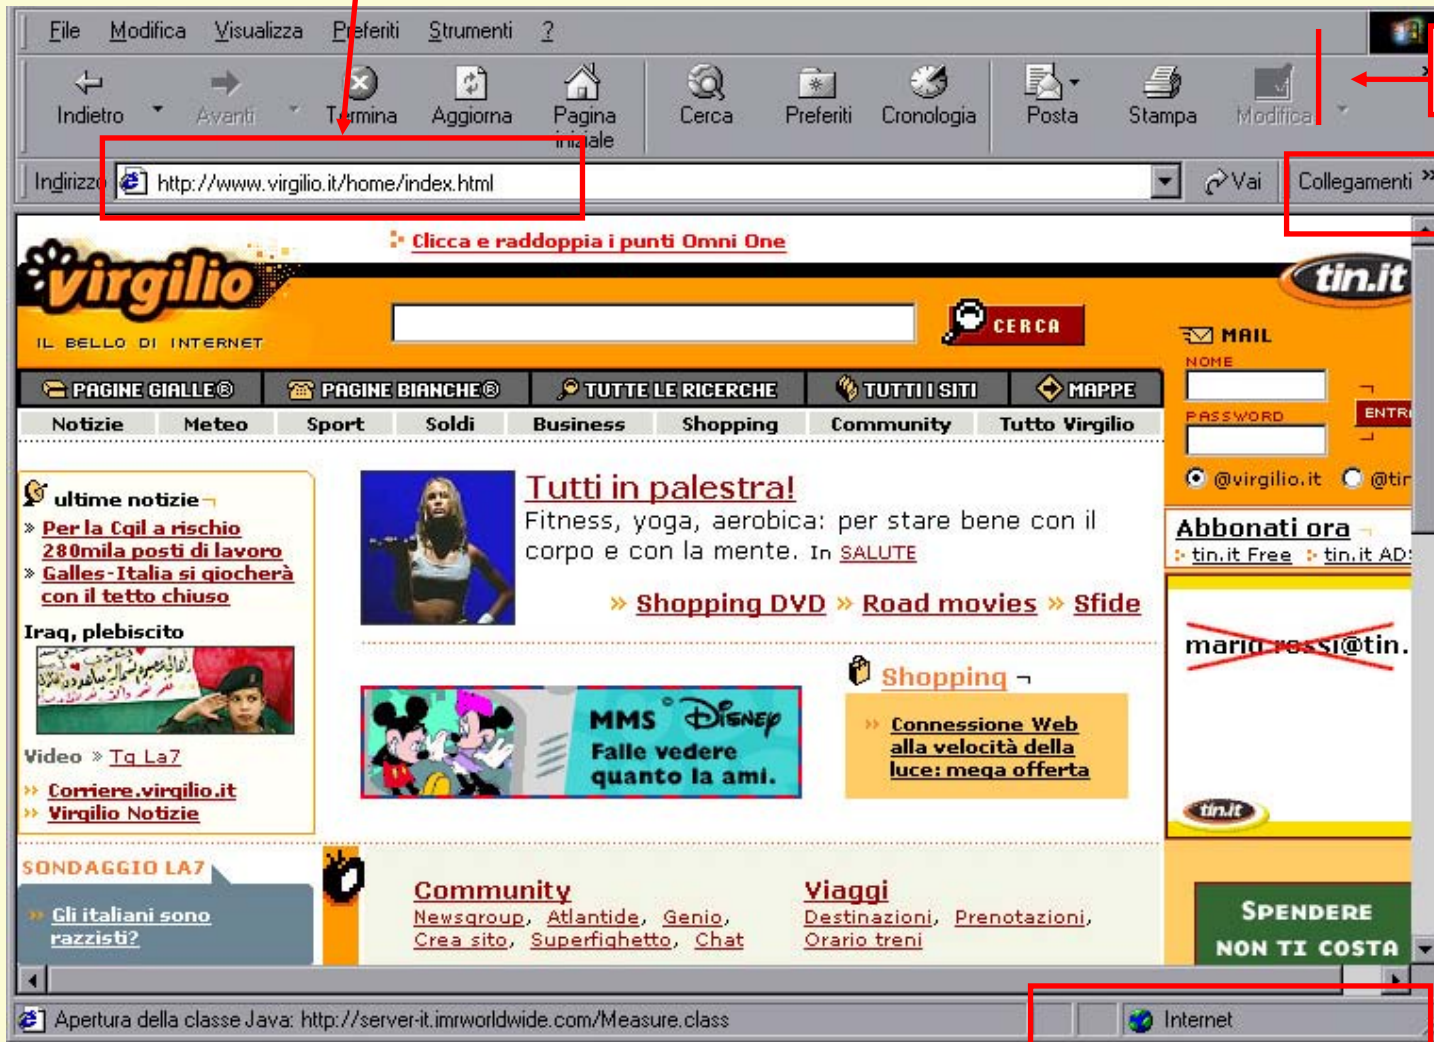 File Modifica Visualizza Preferiti Strumenti ?
Indietro Avanti Termina Aggiorna Pagina iniziale Cerca Preferiti Cronologia Posta Stampa Modifica
Indirizzo http://www.virgilio.it/home/index.html Vai Collegamenti »
Clicca e raddoppia i punti Omni One
virgilio
IL BELLO DI INTERNET
CERCA
tin.it
MAIL
NOME
PASSWORD
ENTR
@virgilio.it @tir
PAGINE GIALLE® PAGINE BIANCHE® TUTTE LE RICERCHE TUTTI I SITI MAPPE
Notizie Meteo Sport Soldi Business Shopping Community Tutto Virgilio
ultime notizie
» Per la Cgil a rischio
280mila posti di lavoro
» Galles-Italia si giocherà
con il tetto chiuso
Iraq, plebiscito
Video » Tg La7
» Corriere.virgilio.it
» Virgilio Notizie
Tutti in palestra!
Fitness, yoga, aerobica: per stare bene con il
corpo e con la mente. In SALUTE
» Shopping DVD » Road movies » Sfide
MMS Disney
Falle vedere
quanto la ami.
Shopping
» Connessione Web
alla velocità della
luce: mega offerta
Abbonati ora
tin.it Free tin.it AD
mario rossi@tin.
tin.it
SONDAGGIO LA7
» Gli italiani sono
razzisti?
Community
Newsgroup, Atlantide, Genio,
Crea sito, Superfighetto, Chat
Viaggi
Destinazioni, Prenotazioni,
Orario treni
SPENDERE
NON TI COSTA
Apertura della classe Java: http://server-it.imrworldwide.com/Measure.class Internet